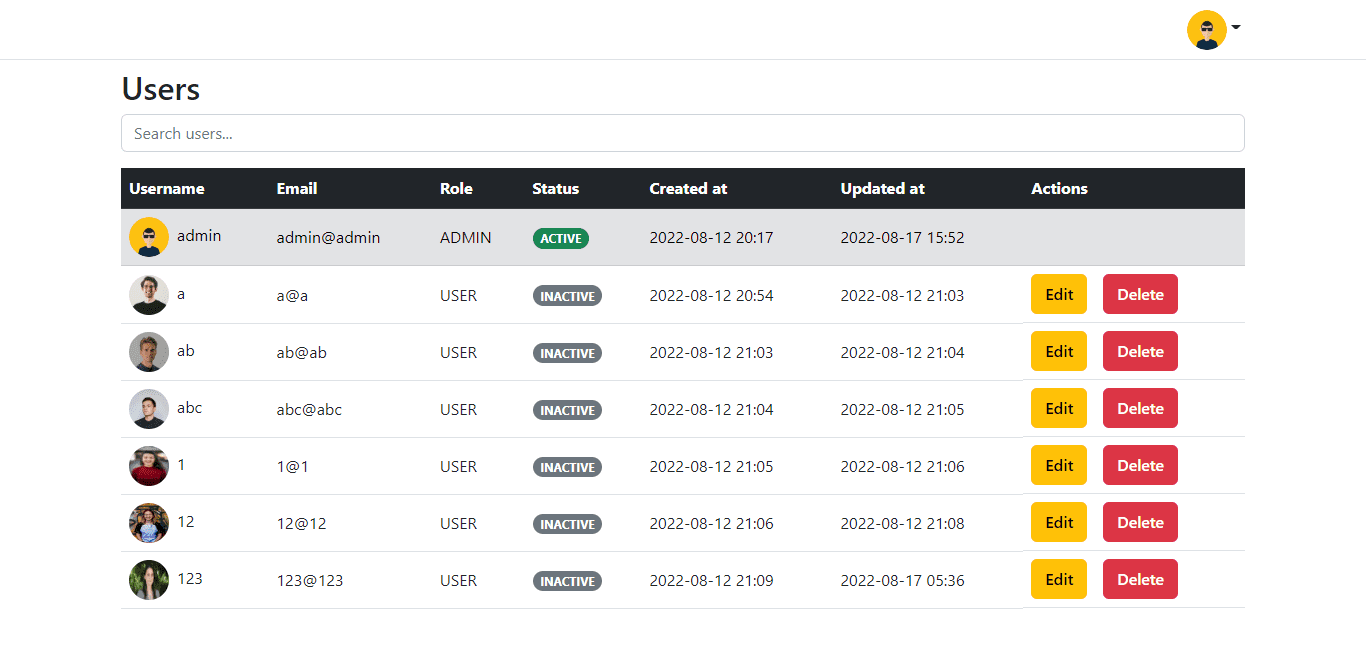 Users
Search users...
Username Email Role Status Created at Updated at Actions
admin admin@admin ADMIN ACTIVE 2022-08-12 20:17 2022-08-17 15:52
a a@a USER INACTIVE 2022-08-12 20:54 2022-08-12 21:03 Edit Delete
ab ab@ab USER INACTIVE 2022-08-12 21:03 2022-08-12 21:04 Edit Delete
abc abc@abc USER INACTIVE 2022-08-12 21:04 2022-08-12 21:05 Edit Delete
1 1@1 USER INACTIVE 2022-08-12 21:05 2022-08-12 21:06 Edit Delete
12 12@12 USER INACTIVE 2022-08-12 21:06 2022-08-12 21:08 Edit Delete
123 123@123 USER INACTIVE 2022-08-12 21:09 2022-08-17 05:36 Edit Delete